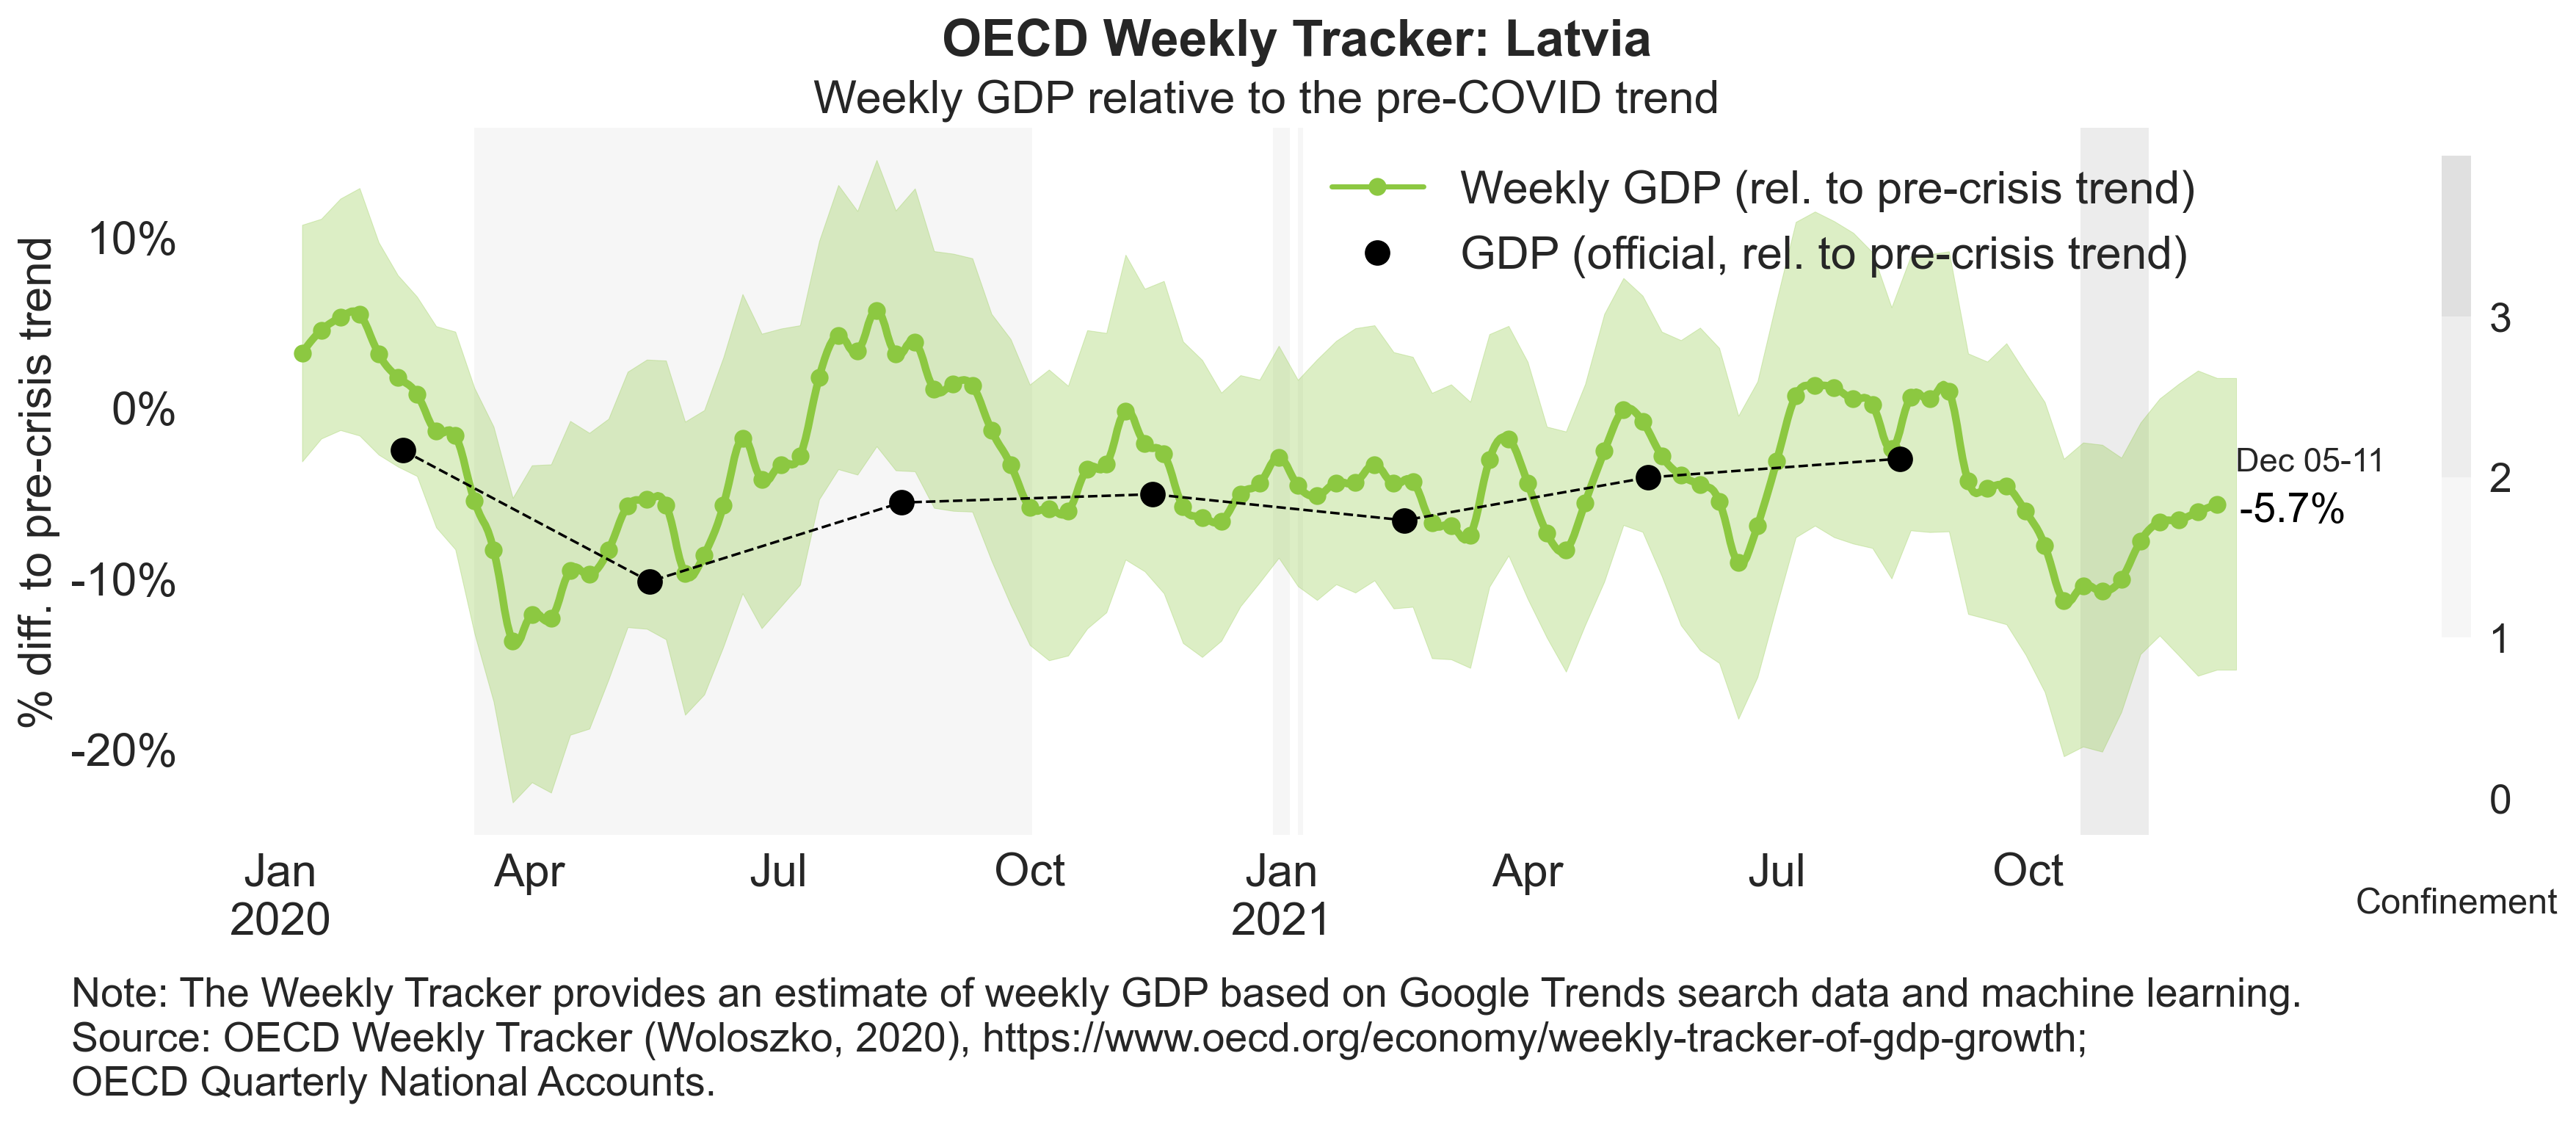 OECD Weekly Tracker: Latvia
Weekly GDP relative to the pre-COVID trend
% diff. to pre-crisis trend
10%
0%
-10%
-20%
Weekly GDP (rel. to pre-crisis trend)
GDP (official, rel. to pre-crisis trend)
Dec 05-11
-5.7%
3
2
1
0
Confinement
Jan Apr Jul Oct Jan Apr Jul Oct
2020 2021
Note: The Weekly Tracker provides an estimate of weekly GDP based on Google Trends search data and machine learning.
Source: OECD Weekly Tracker (Woloszko, 2020), https://www.oecd.org/economy/weekly-tracker-of-gdp-growth;
OECD Quarterly National Accounts.